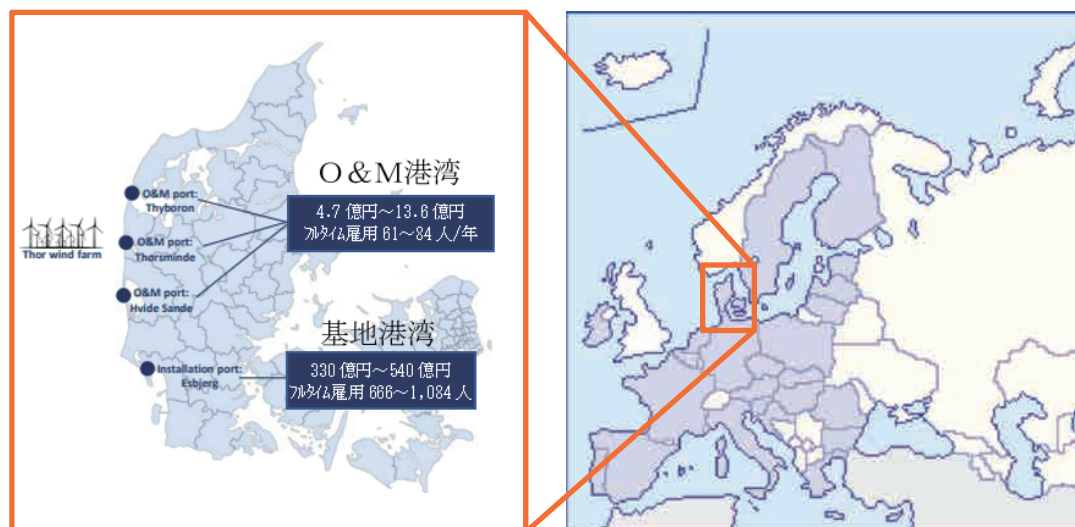 O&M港湾
4.7 億円～13.6 億円
ﾌﾙﾀｲﾑ雇用 61～84 人/年
O&M port:
Thyboron
Thor wind farm
O&M port:
Thorsminde
O&M port:
Hvide Sande
基地港湾
330 億円～540 億円
ﾌﾙﾀｲﾑ雇用 666～1,084 人
Installation port:
Esbjerg